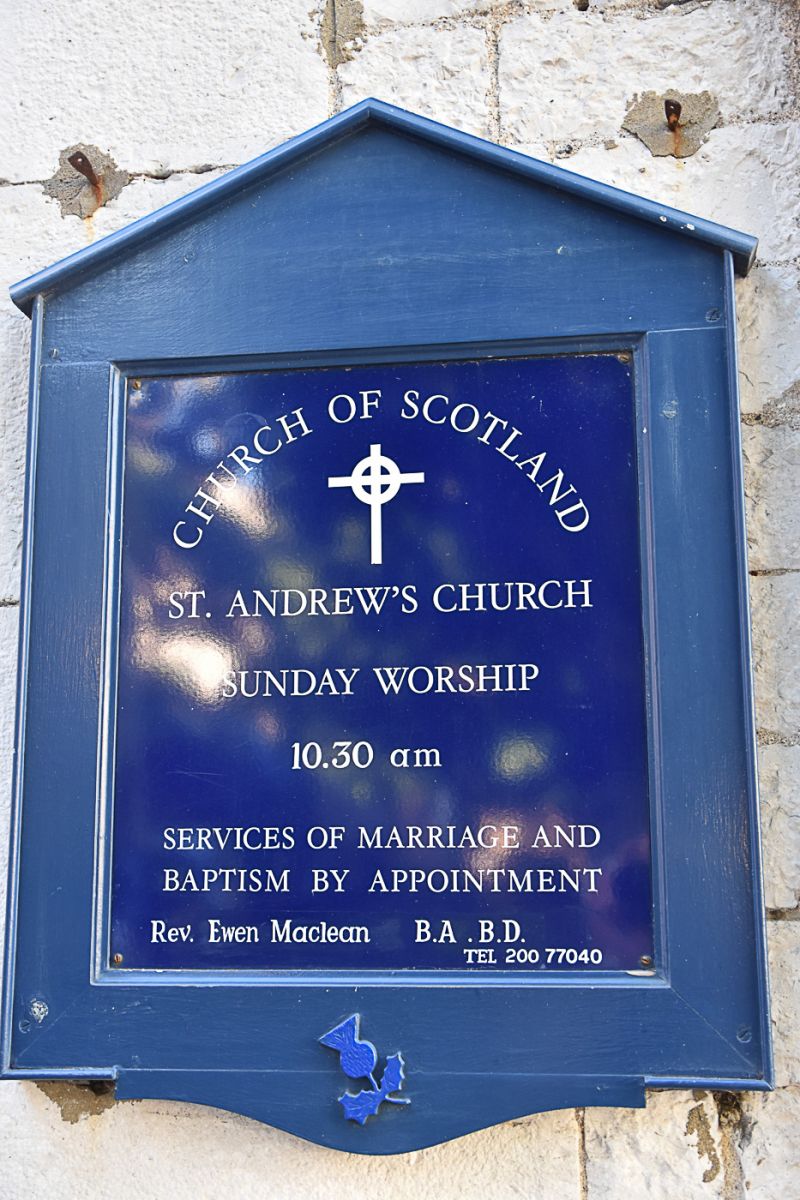 CHURCH OF SCOTLAND
ST. ANDREW'S CHURCH
SUNDAY WORSHIP
10.30 am
SERVICES OF MARRIAGE AND
BAPTISM BY APPOINTMENT
Rev. Ewen Maclean B.A . B.D.
TEL 200 77040